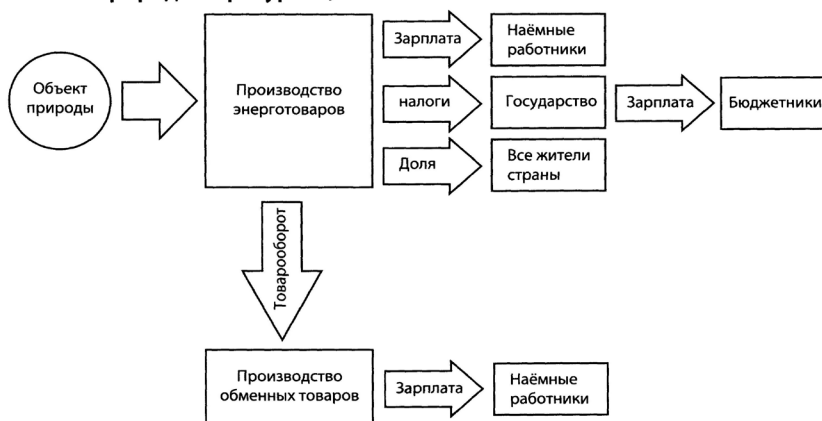 Зарплата
Наёмные
работники
Объект
природы
Производство
энерготоваров
налоги
Государство
Зарплата
Бюджетники
Доля
Все жители
страны
Товарооборот
Производство
обменных товаров
Зарплата
Наёмные
работники